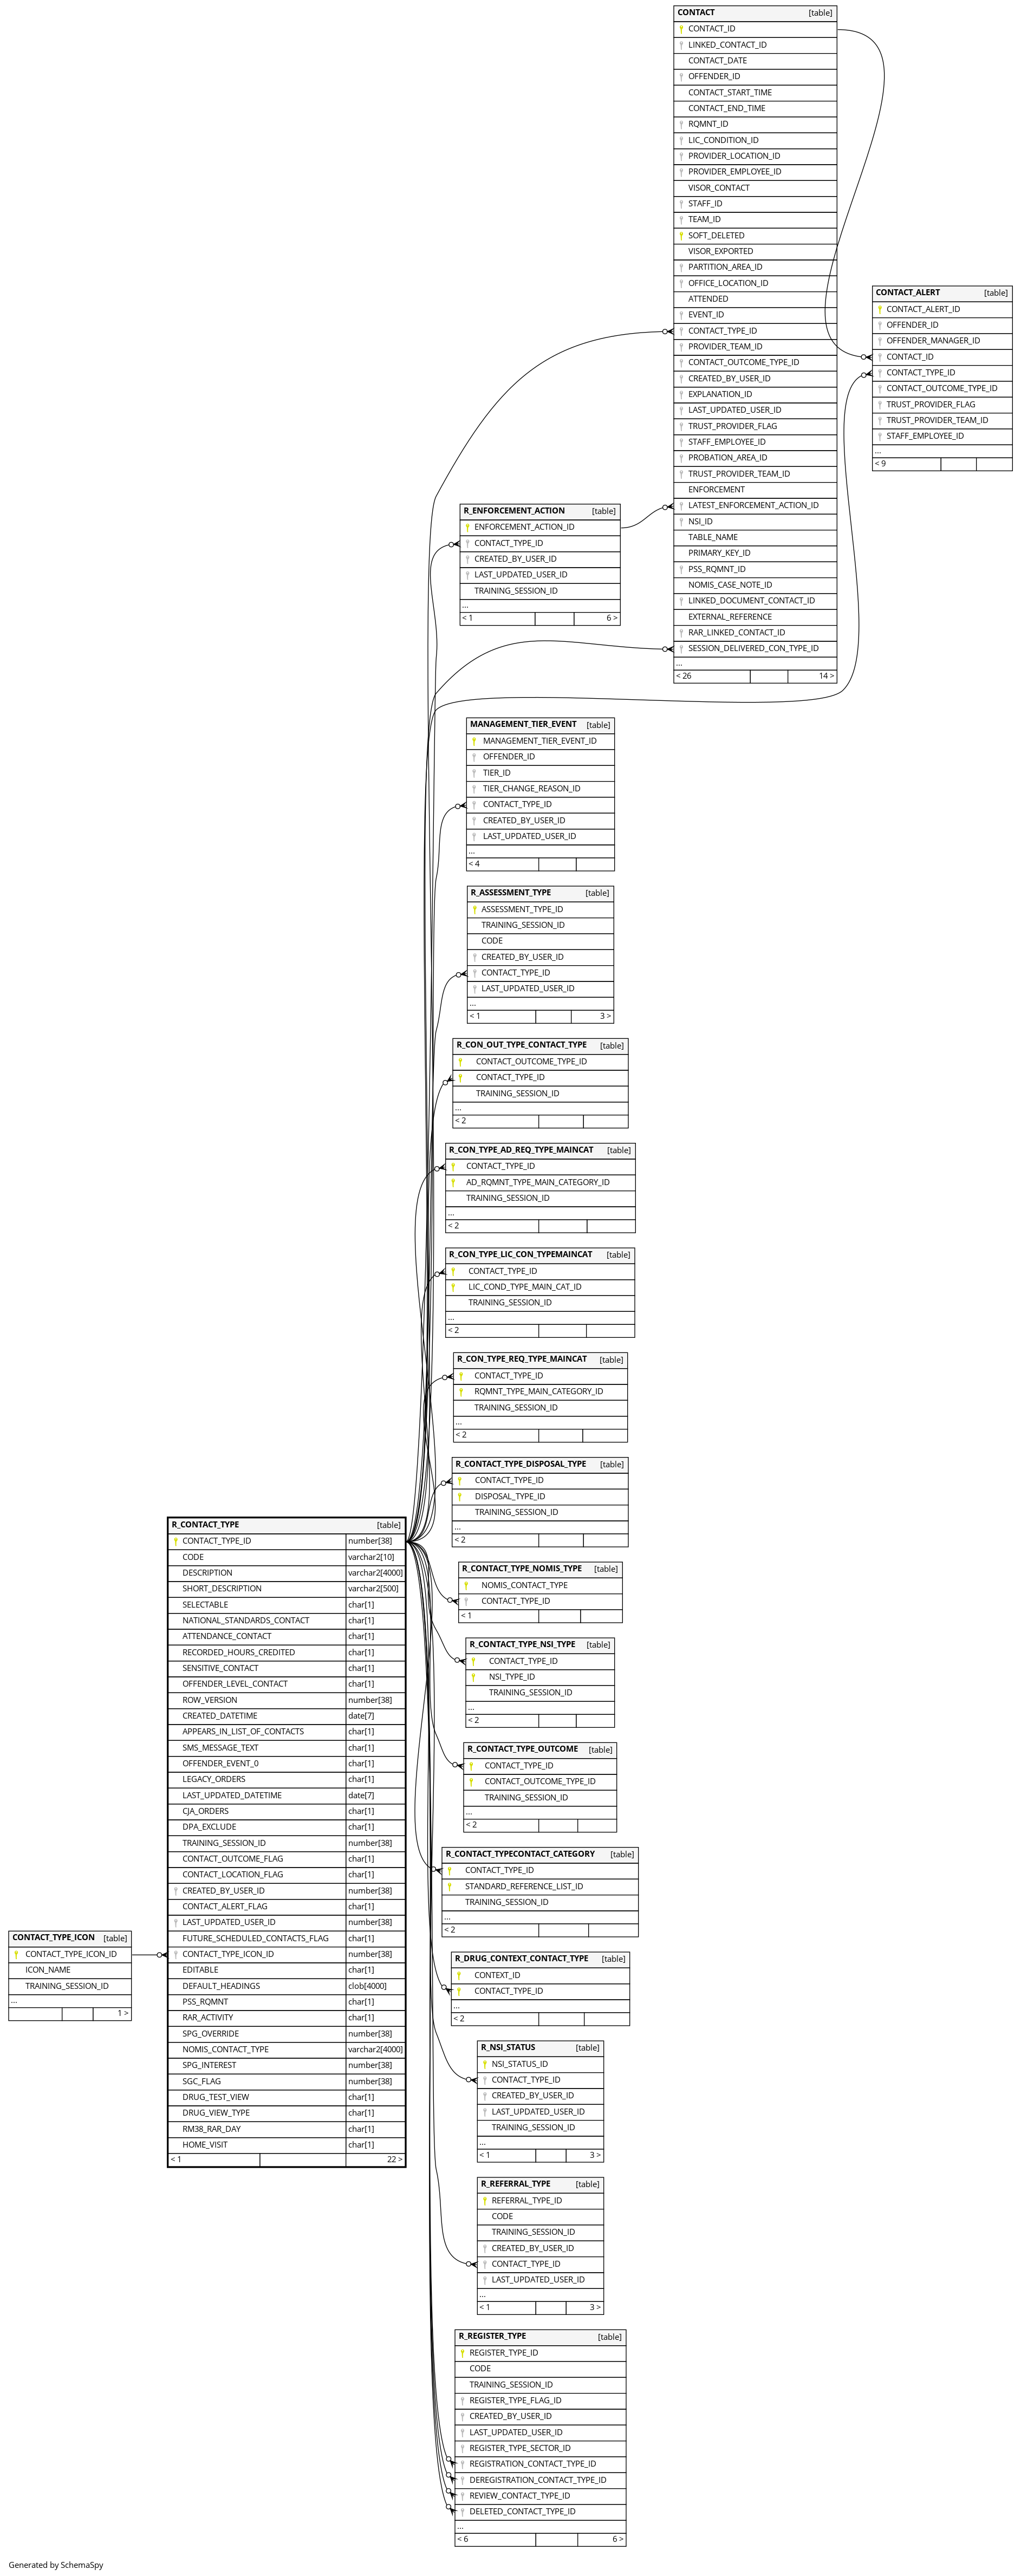 CONTACT [table]
CONTACT_ID
LINKED_CONTACT_ID
CONTACT_DATE
OFFENDER_ID
CONTACT_START_TIME
CONTACT_END_TIME
RQMNT_ID
LIC_CONDITION_ID
PROVIDER_LOCATION_ID
PROVIDER_EMPLOYEE_ID
VISOR_CONTACT
STAFF_ID
TEAM_ID
SOFT_DELETED
VISOR_EXPORTED
PARTITION_AREA_ID
OFFICE_LOCATION_ID
ATTENDED
EVENT_ID
CONTACT_TYPE_ID
PROVIDER_TEAM_ID
CONTACT_OUTCOME_TYPE_ID
CREATED_BY_USER_ID
EXPLANATION_ID
LAST_UPDATED_USER_ID
TRUST_PROVIDER_FLAG
STAFF_EMPLOYEE_ID
PROBATION_AREA_ID
TRUST_PROVIDER_TEAM_ID
ENFORCEMENT
LATEST_ENFORCEMENT_ACTION_ID
NSI_ID
TABLE_NAME
PRIMARY_KEY_ID
PSS_RQMNT_ID
NOMIS_CASE_NOTE_ID
LINKED_DOCUMENT_CONTACT_ID
EXTERNAL_REFERENCE
RAR_LINKED_CONTACT_ID
SESSION_DELIVERED_CON_TYPE_ID
...
< 26 14 >
CONTACT_ALERT [table]
CONTACT_ALERT_ID
OFFENDER_ID
OFFENDER_MANAGER_ID
CONTACT_ID
CONTACT_TYPE_ID
CONTACT_OUTCOME_TYPE_ID
TRUST_PROVIDER_FLAG
TRUST_PROVIDER_TEAM_ID
STAFF_EMPLOYEE_ID
...
< 9
R_ENFORCEMENT_ACTION [table]
ENFORCEMENT_ACTION_ID
CONTACT_TYPE_ID
CREATED_BY_USER_ID
LAST_UPDATED_USER_ID
TRAINING_SESSION_ID
...
< 1 6 >
MANAGEMENT_TIER_EVENT [table]
MANAGEMENT_TIER_EVENT_ID
OFFENDER_ID
TIER_ID
TIER_CHANGE_REASON_ID
CONTACT_TYPE_ID
CREATED_BY_USER_ID
LAST_UPDATED_USER_ID
...
< 4
R_ASSESSMENT_TYPE [table]
ASSESSMENT_TYPE_ID
TRAINING_SESSION_ID
CODE
CREATED_BY_USER_ID
CONTACT_TYPE_ID
LAST_UPDATED_USER_ID
...
< 1 3 >
R_CON_OUT_TYPE_CONTACT_TYPE [table]
CONTACT_OUTCOME_TYPE_ID
CONTACT_TYPE_ID
TRAINING_SESSION_ID
...
< 2
R_CON_TYPE_AD_REQ_TYPE_MAINCAT [table]
CONTACT_TYPE_ID
AD_RQMNT_TYPE_MAIN_CATEGORY_ID
TRAINING_SESSION_ID
...
< 2
R_CON_TYPE_LIC_CON_TYPEMAINCAT [table]
CONTACT_TYPE_ID
LIC_COND_TYPE_MAIN_CAT_ID
TRAINING_SESSION_ID
...
< 2
R_CON_TYPE_REQ_TYPE_MAINCAT [table]
CONTACT_TYPE_ID
RQMNT_TYPE_MAIN_CATEGORY_ID
TRAINING_SESSION_ID
...
< 2
R_CONTACT_TYPE_DISPOSAL_TYPE [table]
CONTACT_TYPE_ID
DISPOSAL_TYPE_ID
TRAINING_SESSION_ID
...
< 2
R_CONTACT_TYPE [table]
CONTACT_TYPE_ID number[38]
CODE varchar2[10]
DESCRIPTION varchar2[4000]
SHORT_DESCRIPTION varchar2[500]
SELECTABLE char[1]
NATIONAL_STANDARDS_CONTACT char[1]
ATTENDANCE_CONTACT char[1]
RECORDED_HOURS_CREDITED char[1]
SENSITIVE_CONTACT char[1]
OFFENDER_LEVEL_CONTACT char[1]
ROW_VERSION number[38]
CREATED_DATETIME date[7]
APPEARS_IN_LIST_OF_CONTACTS char[1]
SMS_MESSAGE_TEXT char[1]
OFFENDER_EVENT_0 char[1]
LEGACY_ORDERS char[1]
LAST_UPDATED_DATETIME date[7]
CJA_ORDERS char[1]
DPA_EXCLUDE char[1]
TRAINING_SESSION_ID number[38]
CONTACT_OUTCOME_FLAG char[1]
CONTACT_LOCATION_FLAG char[1]
CREATED_BY_USER_ID number[38]
CONTACT_ALERT_FLAG char[1]
LAST_UPDATED_USER_ID number[38]
FUTURE_SCHEDULED_CONTACTS_FLAG char[1]
CONTACT_TYPE_ICON_ID number[38]
EDITABLE char[1]
DEFAULT_HEADINGS clob[4000]
PSS_RQMNT char[1]
RAR_ACTIVITY char[1]
SPG_OVERRIDE number[38]
NOMIS_CONTACT_TYPE varchar2[4000]
SPG_INTEREST number[38]
SGC_FLAG number[38]
DRUG_TEST_VIEW char[1]
DRUG_VIEW_TYPE char[1]
RM38_RAR_DAY char[1]
HOME_VISIT char[1]
< 1 22 >
R_CONTACT_TYPE_NOMIS_TYPE [table]
NOMIS_CONTACT_TYPE
CONTACT_TYPE_ID
< 1
R_CONTACT_TYPE_NSI_TYPE [table]
CONTACT_TYPE_ID
NSI_TYPE_ID
TRAINING_SESSION_ID
...
< 2
R_CONTACT_TYPE_OUTCOME [table]
CONTACT_TYPE_ID
CONTACT_OUTCOME_TYPE_ID
TRAINING_SESSION_ID
...
< 2
R_CONTACT_TYPECONTACT_CATEGORY [table]
CONTACT_TYPE_ID
STANDARD_REFERENCE_LIST_ID
TRAINING_SESSION_ID
...
< 2
CONTACT_TYPE_ICON [table]
CONTACT_TYPE_ICON_ID
ICON_NAME
TRAINING_SESSION_ID
...
1 >
R_DRUG_CONTEXT_CONTACT_TYPE [table]
CONTEXT_ID
CONTACT_TYPE_ID
...
< 2
R_NSI_STATUS [table]
NSI_STATUS_ID
CONTACT_TYPE_ID
CREATED_BY_USER_ID
LAST_UPDATED_USER_ID
TRAINING_SESSION_ID
...
< 1 3 >
R_REFERRAL_TYPE [table]
REFERRAL_TYPE_ID
CODE
TRAINING_SESSION_ID
CREATED_BY_USER_ID
CONTACT_TYPE_ID
LAST_UPDATED_USER_ID
...
< 1 3 >
R_REGISTER_TYPE [table]
REGISTER_TYPE_ID
CODE
TRAINING_SESSION_ID
REGISTER_TYPE_FLAG_ID
CREATED_BY_USER_ID
LAST_UPDATED_USER_ID
REGISTER_TYPE_SECTOR_ID
REGISTRATION_CONTACT_TYPE_ID
DEREGISTRATION_CONTACT_TYPE_ID
REVIEW_CONTACT_TYPE_ID
DELETED_CONTACT_TYPE_ID
...
< 6 6 >
Generated by SchemaSpy